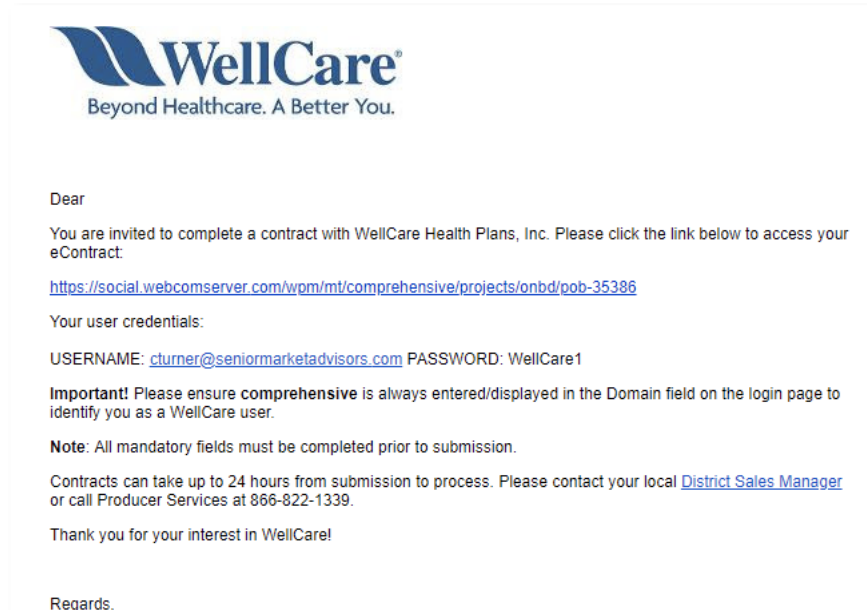 WellCare®
Beyond Healthcare. A Better You.
Dear
You are invited to complete a contract with WellCare Health Plans, Inc. Please click the link below to access your
eContract:
https://social.webcomserver.com/wpm/mt/comprehensive/projects/onbd/pob-35386
Your user credentials:
USERNAME: cturner@seniormarketadvisors.com PASSWORD: WellCare1
Important! Please ensure comprehensive is always entered/displayed in the Domain field on the login page to
identify you as a WellCare user.
Note: All mandatory fields must be completed prior to submission.
Contracts can take up to 24 hours from submission to process. Please contact your local District Sales Manager
or call Producer Services at 866-822-1339.
Thank you for your interest in WellCare!
Regards,